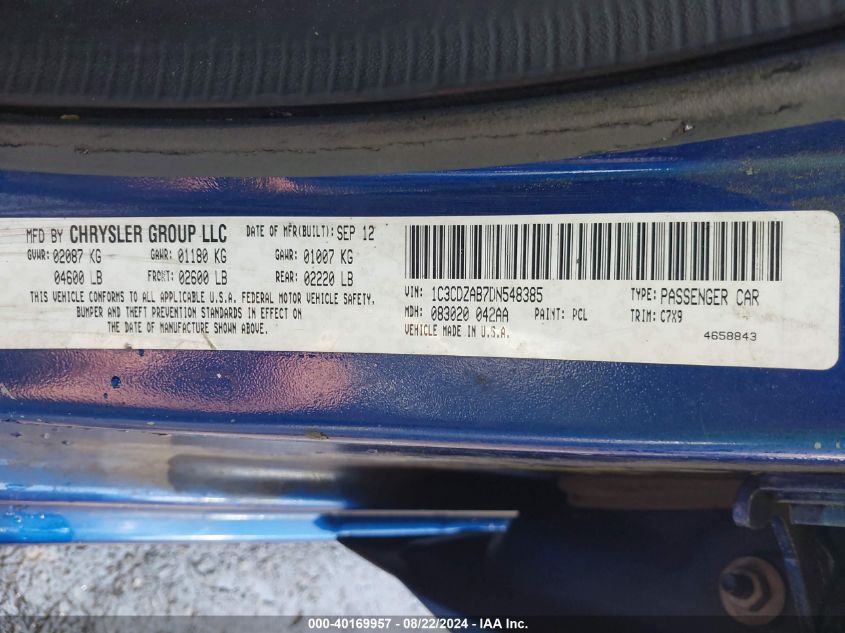 MFD BY CHRYSLER GROUP LLC DATE OF MFR(BUILT): SEP 12
GVWR: 02087 KG GAWR: 01180 KG GAWR: 01007 KG
04600 LB FRONT: 02600 LB REAR: 02220 LB
THIS VEHICLE CONFORMS TO ALL APPLICABLE U.S.A. FEDERAL MOTOR VEHICLE SAFETY,
BUMPER AND THEFT PREVENTION STANDARDS IN EFFECT ON
THE DATE OF MANUFACTURE SHOWN ABOVE.
VIN: 1C3CDZAB7DN548385 TYPE: PASSENGER CAR
MDH: 083020 042AA PAINT: PCL TRIM: C7X9
VEHICLE MADE IN U.S.A. 4658843
000-40169957 - 08/22/2024 - IAA Inc.